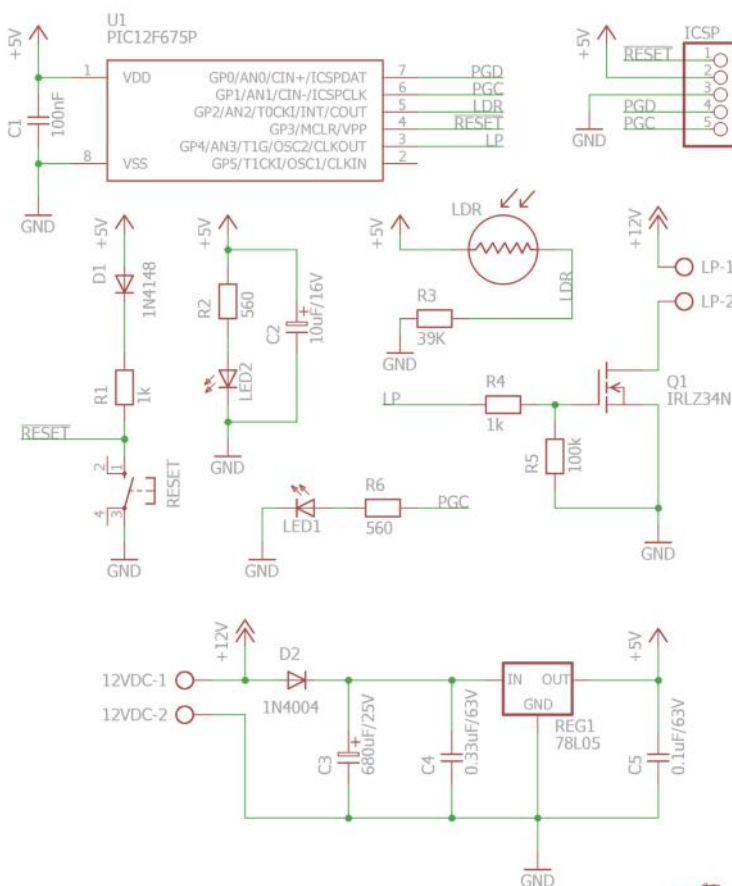 U1
PIC12F675P
+5V
1
VDD
GP0/AN0/CIN+/ICSPDAT
7
PGD
GP1/AN1/CIN-/ICSPCLK
6
PGC
GP2/AN2/T0CKI/INT/COUT
5
LDR
GP3/MCLR/VPP
4
RESET
GP4/AN3/T1G/OSC2/CLKOUT
3
LP
8
VSS
GP5/T1CKI/OSC1/CLKIN
2
C1
100nF
GND
ICSP
+5V
RESET
1
2
3
PGD
4
PGC
5
GND
+5V
D1
1N4148
R1
1k
RESET
2
1
4
3
RESET
GND
+5V
R2
560
C2
+
10uF/16V
LED2
GND
LDR
+5V
LDR
R3
39K
GND
+12V
LP-1
LP-2
LP
R4
1k
Q1
IRLZ34N
R5
100k
GND
LED1
R6
560
PGC
GND
+12V
12VDC-1
12VDC-2
D2
1N4004
C3
+
680uF/25V
C4
0.33uF/63V
IN
OUT
GND
REG1
78L05
+5V
C5
0.1uF/63V
GND